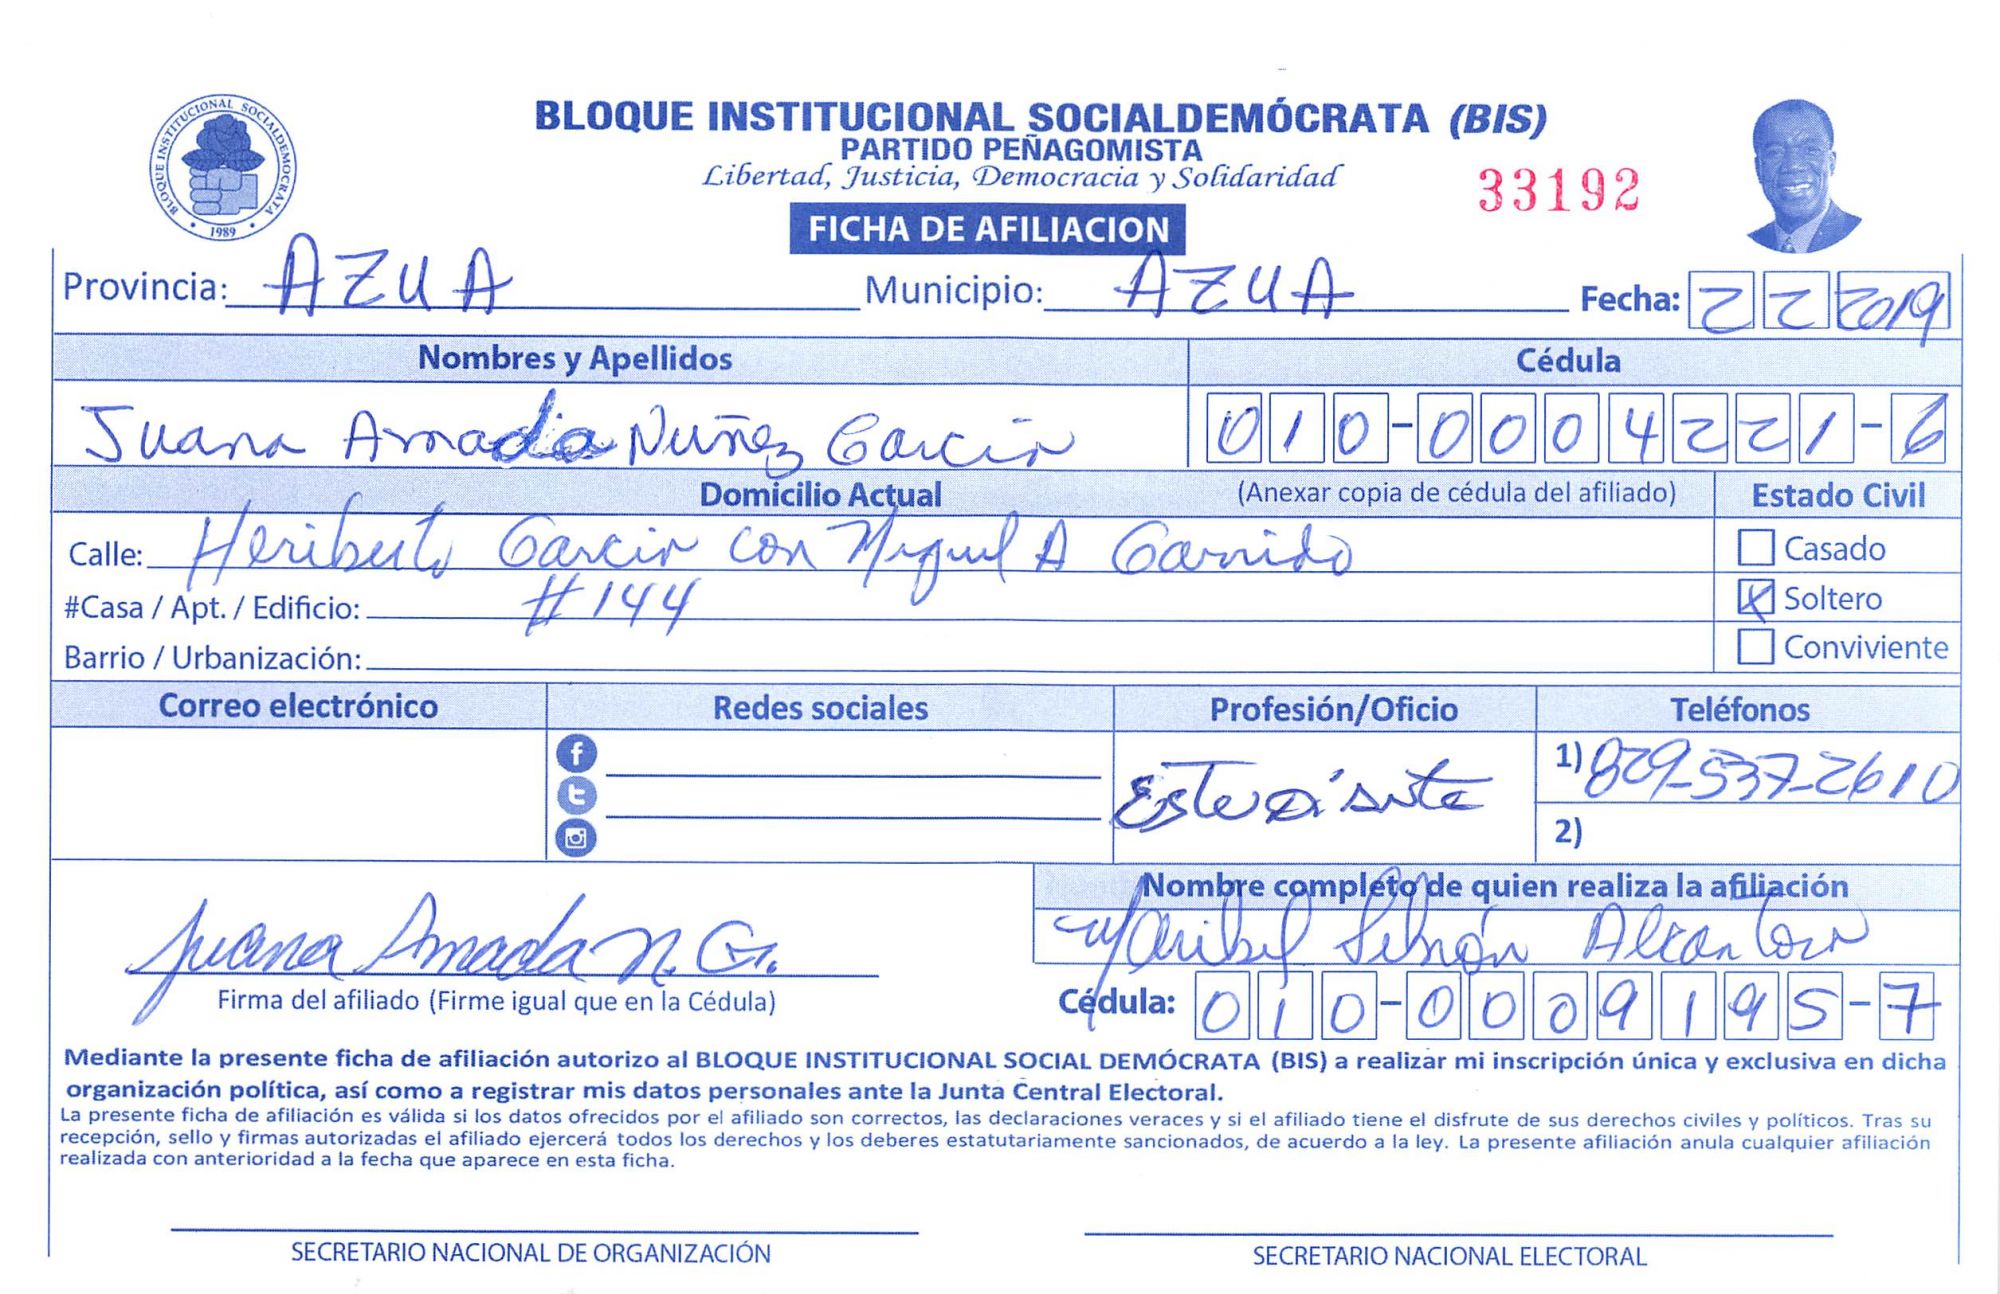 BLOQUE INSTITUCIONAL SOCIALDEMOCRATA
1989
BLOQUE INSTITUCIONAL SOCIALDEMÓCRATA (BIS)
PARTIDO PEÑAGOMISTA
Libertad, Justicia, Democracia y Solidaridad
33192
FICHA DE AFILIACION
Provincia: AZUA Municipio: AZUA Fecha: 2 2 2019
Nombres y Apellidos Cédula
Juana Amada Nuñez Garcia 010-0004221-6
Domicilio Actual (Anexar copia de cédula del afiliado) Estado Civil
Calle: Heriberto Garcia con Miguel A Garrido Casado
#Casa / Apt. / Edificio: #144 X Soltero
Barrio / Urbanización: Conviviente
Correo electrónico Redes sociales Profesión/Oficio Teléfonos
Estudiante 1) 829-537-2610
2)
Nombre completo de quien realiza la afiliación
Juana Amada N. G. Maribel Alcantara
Firma del afiliado (Firme igual que en la Cédula) Cédula: 010-0009195-7
Mediante la presente ficha de afiliación autorizo al BLOQUE INSTITUCIONAL SOCIAL DEMÓCRATA (BIS) a realizar mi inscripción única y exclusiva en dicha
organización política, así como a registrar mis datos personales ante la Junta Central Electoral.
La presente ficha de afiliación es válida si los datos ofrecidos por el afiliado son correctos, las declaraciones veraces y si el afiliado tiene el disfrute de sus derechos civiles y políticos. Tras su
recepción, sello y firmas autorizadas el afiliado ejercerá todos los derechos y los deberes estatutariamente sancionados, de acuerdo a la ley. La presente afiliación anula cualquier afiliación
realizada con anterioridad a la fecha que aparece en esta ficha.
SECRETARIO NACIONAL DE ORGANIZACIÓN SECRETARIO NACIONAL ELECTORAL